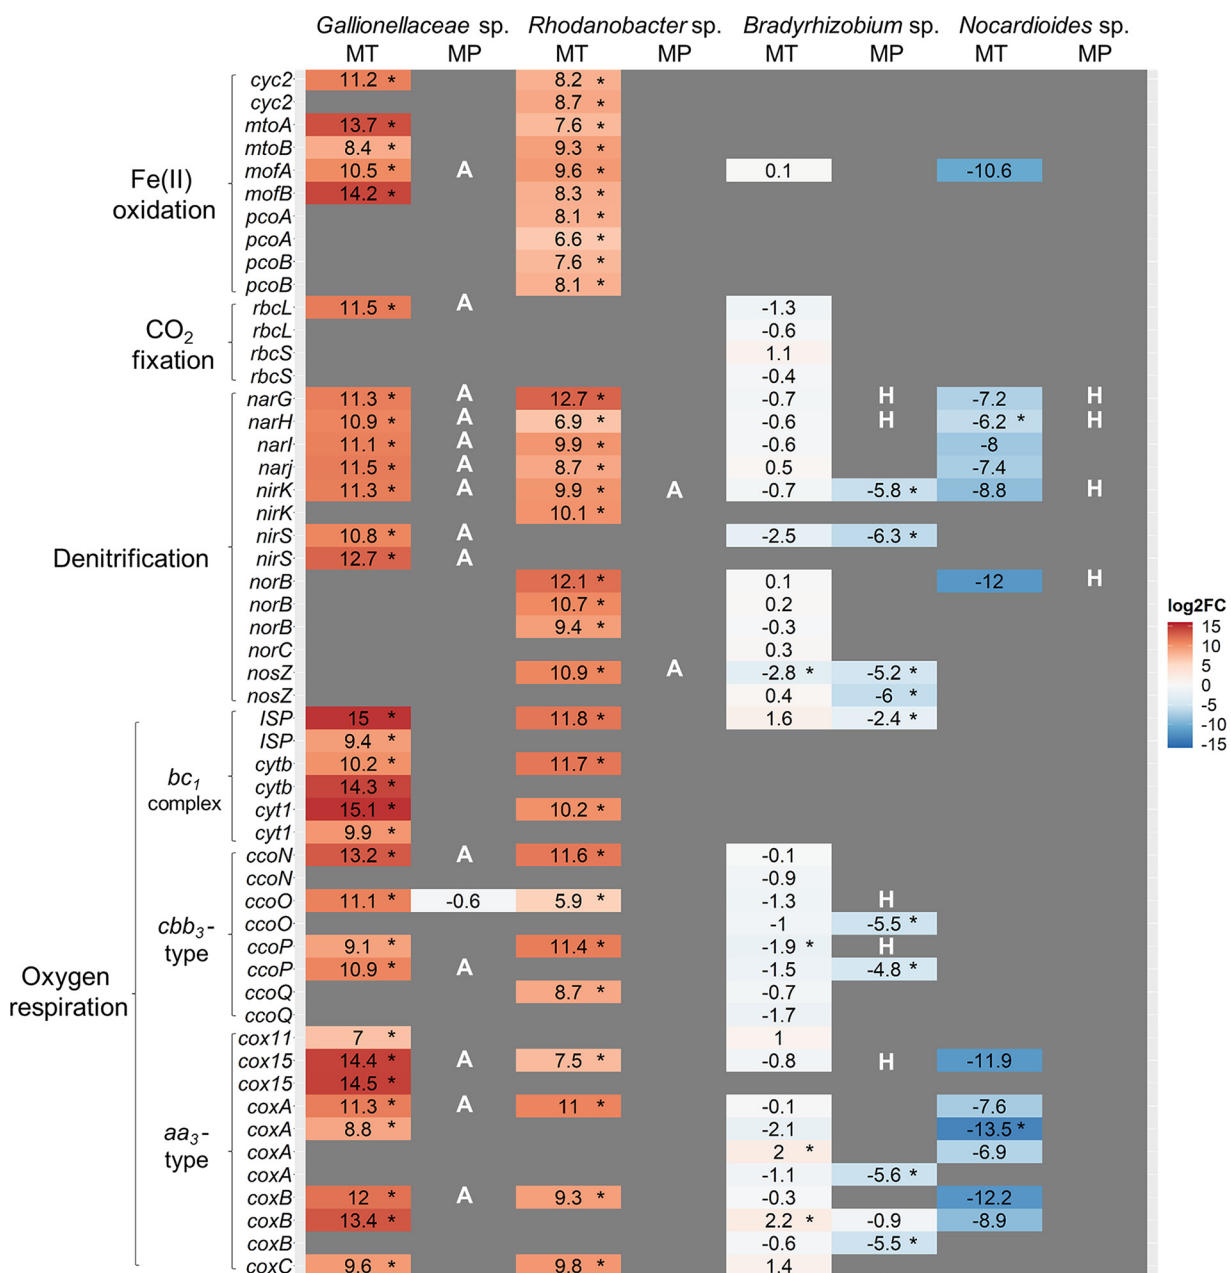 Gallionellaceae sp. Rhodanobacter sp. Bradyrhizobium sp. Nocardioides sp.
MT MP MT MP MT MP MT MP
Fe(II)
oxidation
cyc2 11.2 * 8.2 *
cyc2 8.7 *
mtoA 13.7 * 7.6 *
mtoB 8.4 * 9.3 *
mofA 10.5 * A 9.6 * 0.1 -10.6
mofB 14.2 * 8.3 *
pcoA 8.1 *
pcoA 6.6 *
pcoB 7.6 *
pcoB 8.1 *
CO2
fixation
rbcL 11.5 * A -1.3
rbcL -0.6
rbcS 1.1
rbcS -0.4
Denitrification
narG 11.3 * A 12.7 * -0.7 H -7.2 H
narH 10.9 * A 6.9 * -0.6 H -6.2 * H
narI 11.1 * A 9.9 * -0.6 -8
narj 11.5 * A 8.7 * 0.5 -7.4
nirK 11.3 * A 9.9 * A -0.7 -5.8 * -8.8 H
nirK 10.1 *
nirS 10.8 * A -2.5 -6.3 *
nirS 12.7 * A
norB 12.1 * 0.1 -12 H
norB 10.7 * 0.2
norB 9.4 * -0.3
norC 0.3
nosZ 10.9 * A -2.8 * -5.2 *
nosZ 0.4 -6 *
Oxygen
respiration
bc1
complex
ISP 15 * 11.8 * 1.6 -2.4 *
ISP 9.4 *
cytb 10.2 * 11.7 *
cytb 14.3 *
cyt1 15.1 * 10.2 *
cyt1 9.9 *
cbb3-
type
ccoN 13.2 * A 11.6 * -0.1
ccoN -0.9
ccoO 11.1 * -0.6 5.9 * -1.3 H
ccoO -1 -5.5 *
ccoP 9.1 * 11.4 * -1.9 * H
ccoP 10.9 * A -1.5 -4.8 *
ccoQ 8.7 * -0.7
ccoQ -1.7
aa3-
type
cox11 7 * 1
cox15 14.4 * A 7.5 * -0.8 H -11.9
cox15 14.5 *
coxA 11.3 * A 11 * -0.1 -7.6
coxA 8.8 * -2.1 -13.5 *
coxA 2 * -6.9
coxA -1.1 -5.6 *
coxB 12 * A 9.3 * -0.3 -12.2
coxB 13.4 * 2.2 * -0.9 -8.9
coxB -0.6 -5.5 *
coxC 9.6 * 9.8 * 1.4
log2FC
15
10
5
0
-5
-10
-15